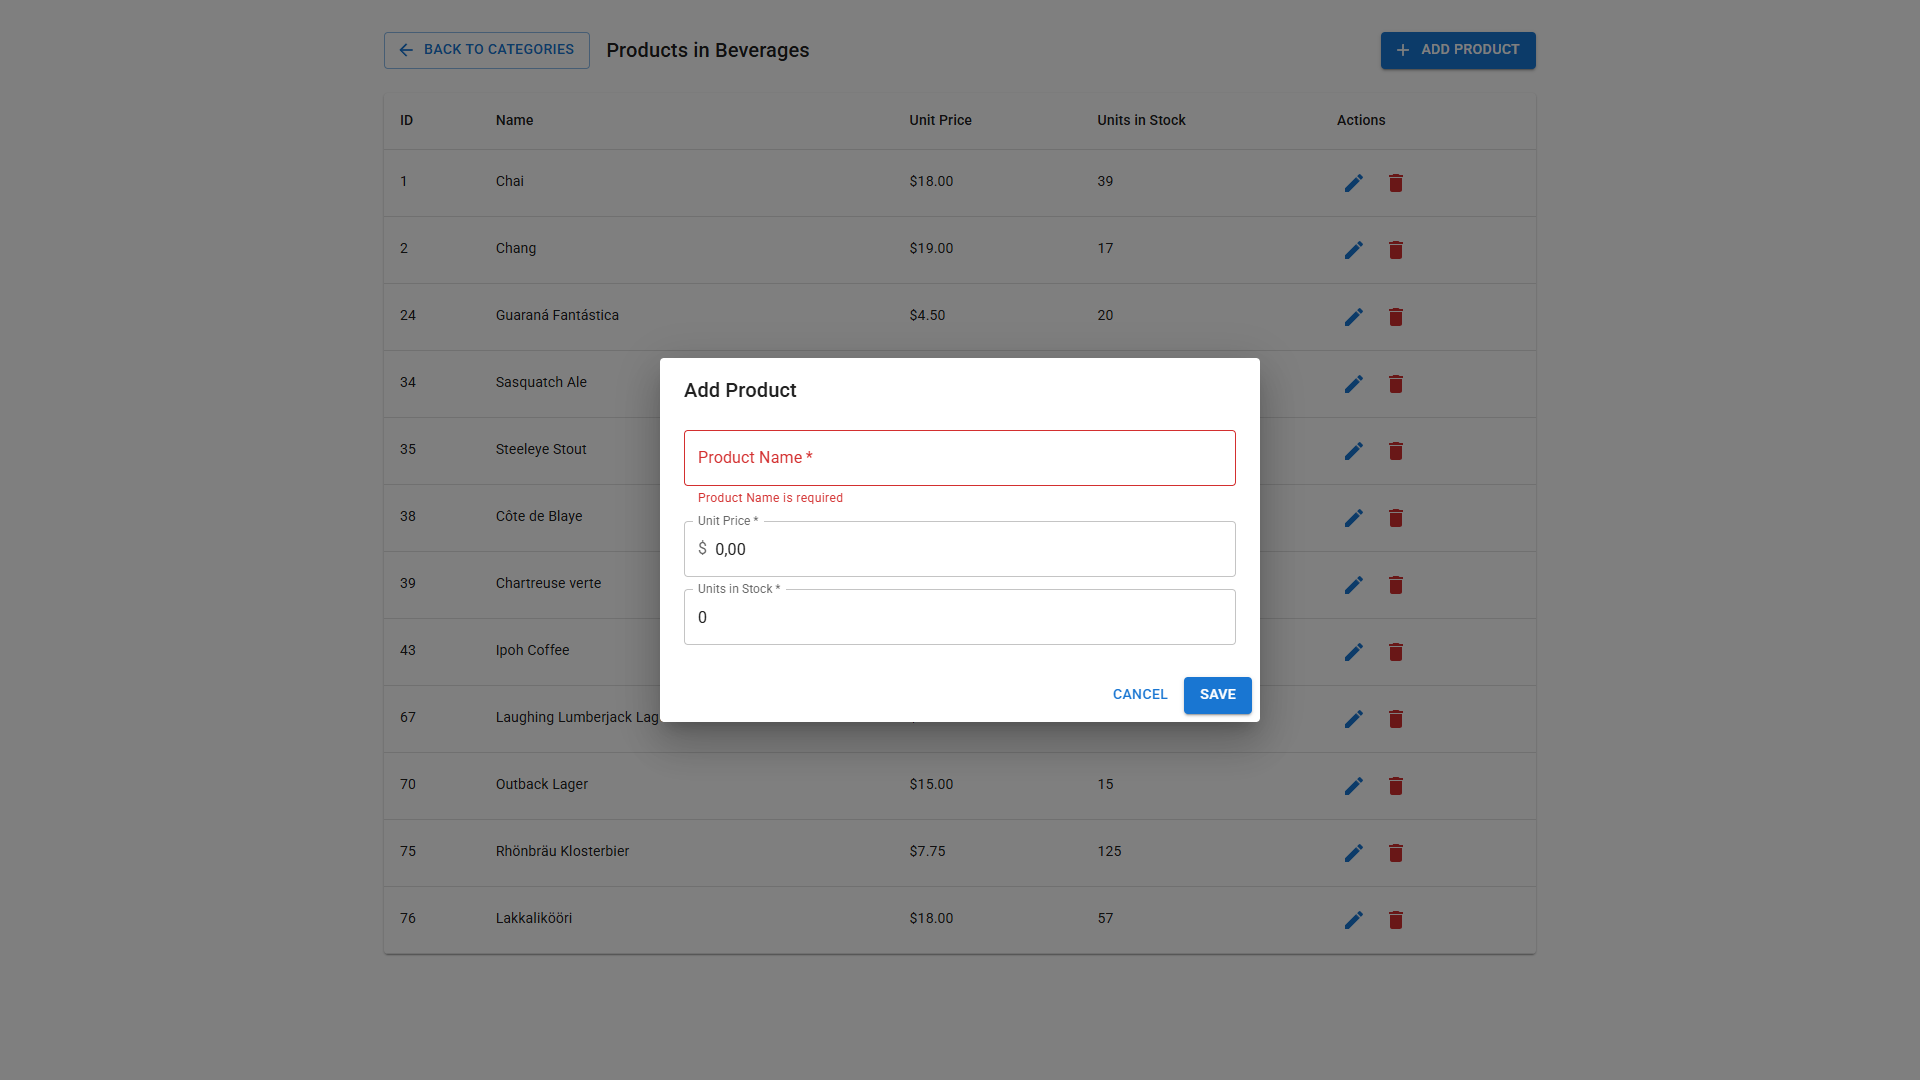 BACK TO CATEGORIES
Products in Beverages
ADD PRODUCT
ID Name Unit Price Units in Stock Actions
1 Chai $18.00 39
2 Chang $19.00 17
24 Guaraná Fantástica $4.50 20
34 Sasquatch Ale
35 Steeleye Stout
38 Côte de Blaye
39 Chartreuse verte
43 Ipoh Coffee
67 Laughing Lumberjack Lag
70 Outback Lager $15.00 15
75 Rhönbräu Klosterbier $7.75 125
76 Lakkalikööri $18.00 57
Add Product
Product Name *
Product Name is required
Unit Price *
$ 0,00
Units in Stock *
0
CANCEL SAVE